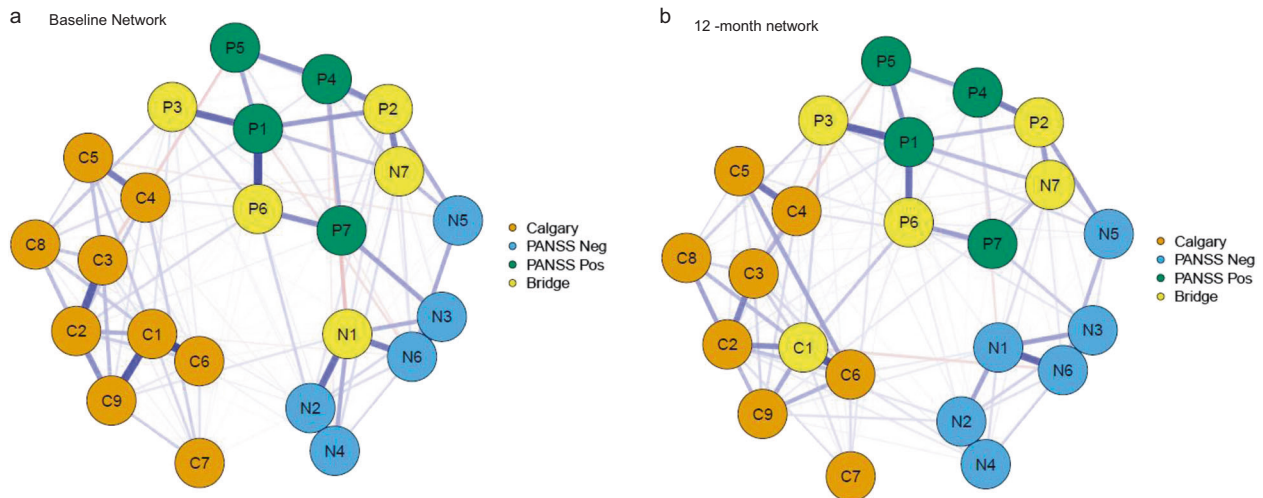 a
Baseline Network
P5
P4
P3
P2
P1
C5
N7
C4
P6
N5
P7
C8
C3
N3
C2
C1
N1
N6
C6
C9
N2
N4
C7
Calgary
PANSS Neg
PANSS Pos
Bridge
b
12 -month network
P5
P4
P3
P2
P1
C5
N7
C4
P6
N5
P7
C8
C3
N3
C2
C1
N1
N6
C6
C9
N2
N4
C7
Calgary
PANSS Neg
PANSS Pos
Bridge